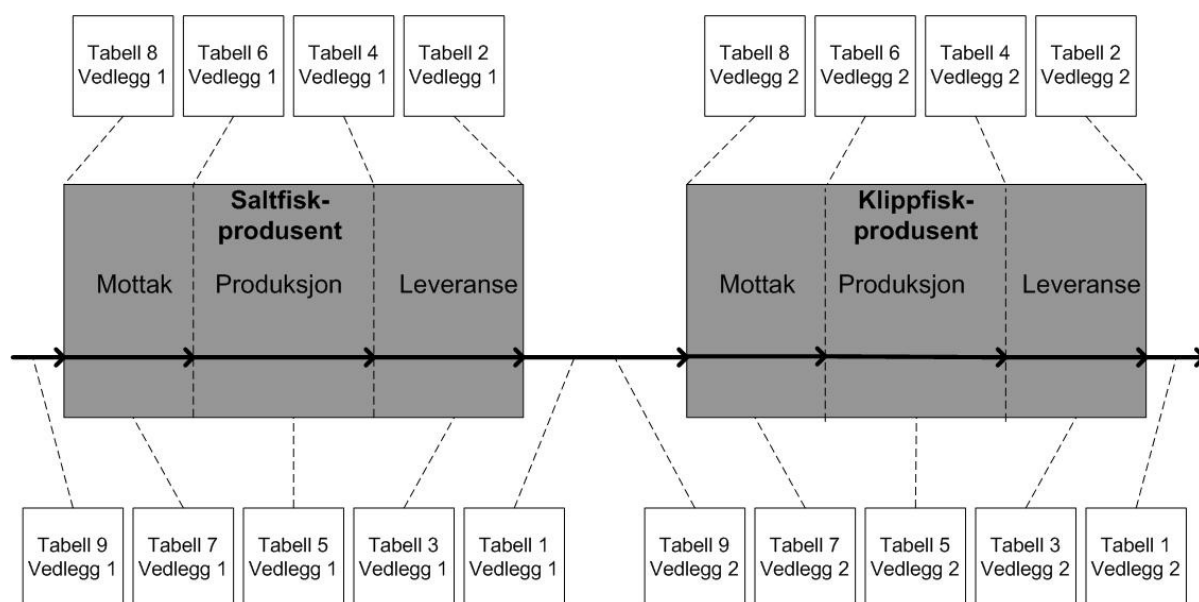 Tabell 8
Vedlegg 1
Tabell 6
Vedlegg 1
Tabell 4
Vedlegg 1
Tabell 2
Vedlegg 1
Tabell 8
Vedlegg 2
Tabell 6
Vedlegg 2
Tabell 4
Vedlegg 2
Tabell 2
Vedlegg 2
Saltfisk-
produsent
Mottak
Produksjon
Leveranse
Klippfisk-
produsent
Mottak
Produksjon
Leveranse
Tabell 9
Vedlegg 1
Tabell 7
Vedlegg 1
Tabell 5
Vedlegg 1
Tabell 3
Vedlegg 1
Tabell 1
Vedlegg 1
Tabell 9
Vedlegg 2
Tabell 7
Vedlegg 2
Tabell 5
Vedlegg 2
Tabell 3
Vedlegg 2
Tabell 1
Vedlegg 2